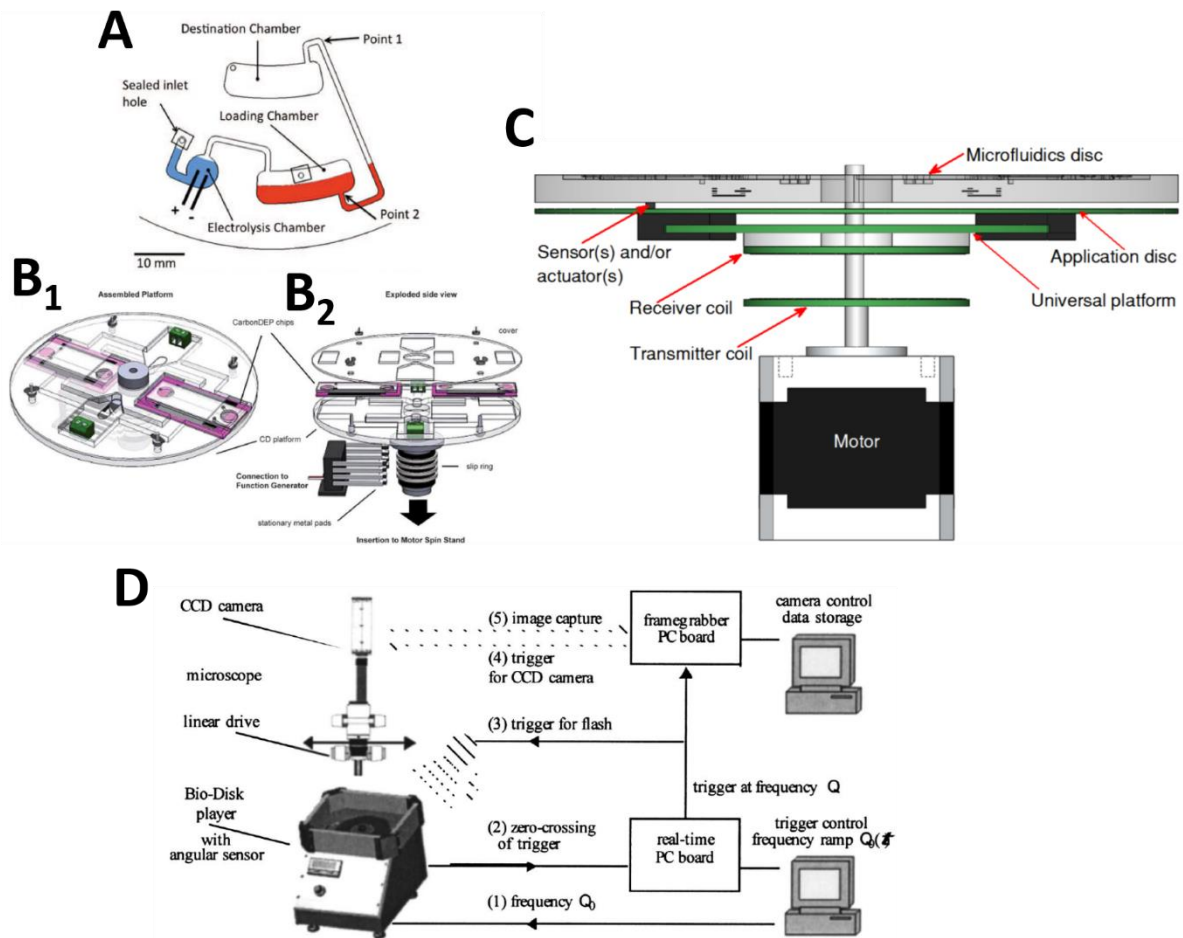 A
Destination Chamber
Point 1
Sealed inlet
hole
Loading Chamber
+
-
Electrolysis Chamber
Point 2
10 mm
B1
Assembled Platform
CarbonDEP chips
CD platform
B2
Exploded side view
cover
slip ring
Connection to
Function Generator
stationary metal pads
Insertion to Motor Spin Stand
C
Microfluidics disc
Sensor(s) and/or
actuator(s)
Application disc
Receiver coil
Universal platform
Transmitter coil
Motor
D
CCD camera
microscope
linear drive
Bio-Disk
player
with
angular sensor
(5) image capture
(4) trigger
for CCD camera
(3) trigger for flash
(2) zero-crossing
of trigger
(1) frequency Q0
framegrabber
PC board
camera control
data storage
trigger at frequency Q
real-time
PC board
trigger control
frequency ramp Q0(